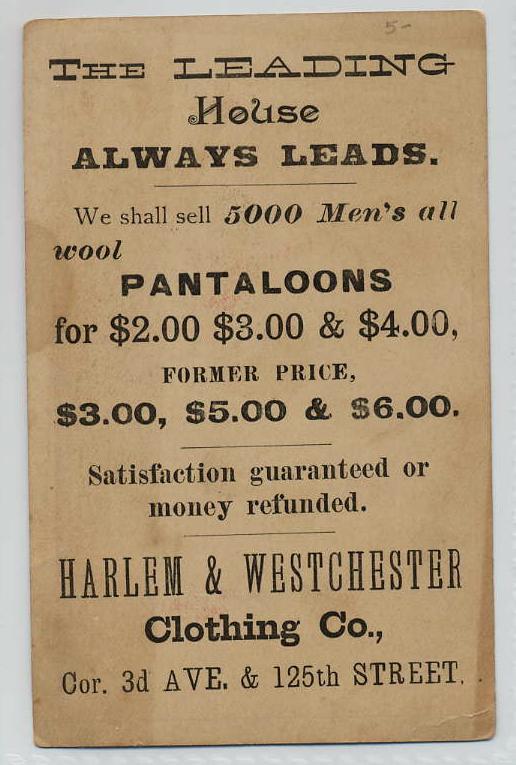 5-
THE LEADING
House
ALWAYS LEADS.
We shall sell 5000 Men's all
wool
PANTALOONS
for $2.00 $3.00 & $4.00,
FORMER PRICE,
$3.00, $5.00 & $6.00.
Satisfaction guaranteed or
money refunded.
HARLEM & WESTCHESTER
Clothing Co.,
Cor. 3d AVE. & 125th STREET.